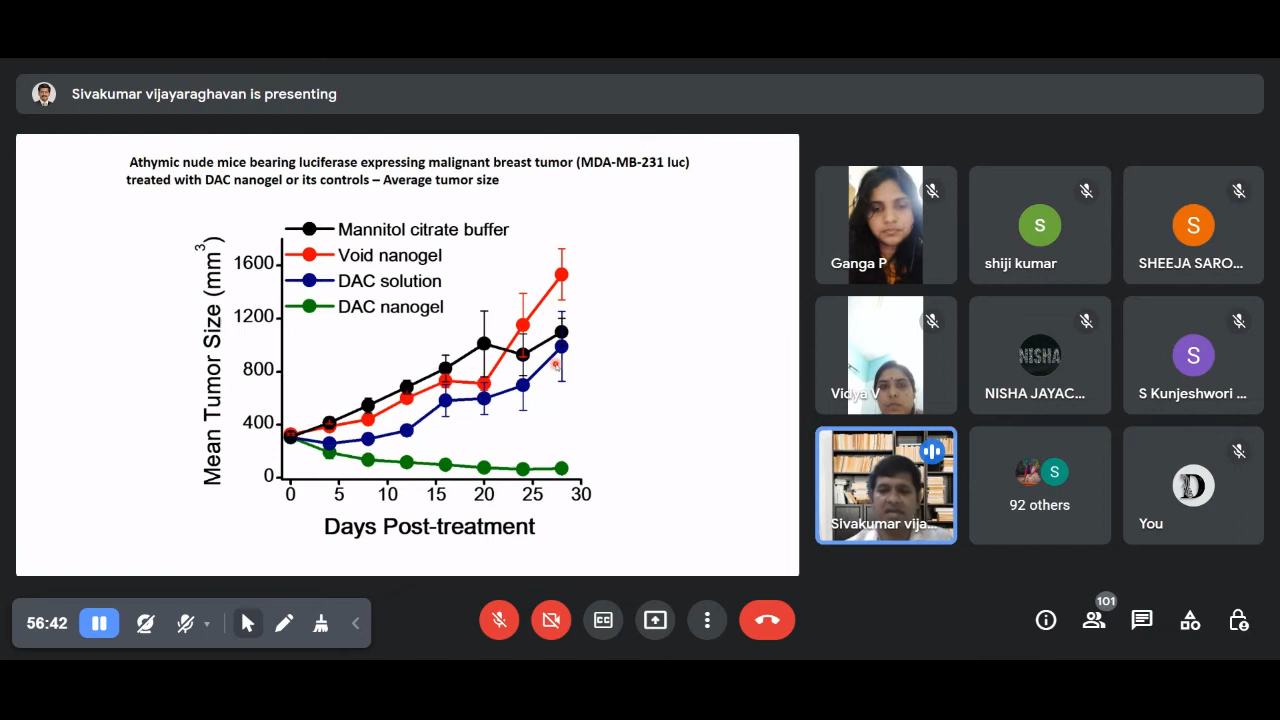 Sivakumar vijayaraghavan is presenting
Athymic nude mice bearing luciferase expressing malignant breast tumor (MDA-MB-231 luc)
treated with DAC nanogel or its controls – Average tumor size
Mannitol citrate buffer
Void nanogel
DAC solution
DAC nanogel
Mean Tumor Size (mm³)
1600
1200
800
400
0
0 5 10 15 20 25 30
Days Post-treatment
Ganga P
s
shiji kumar
S
SHEEJA SARO...
Vidya V
NISHA
NISHA JAYAC...
S
S Kunjeshwori ...
Sivakumar vija...
S
92 others
D
You
56:42
CC
101